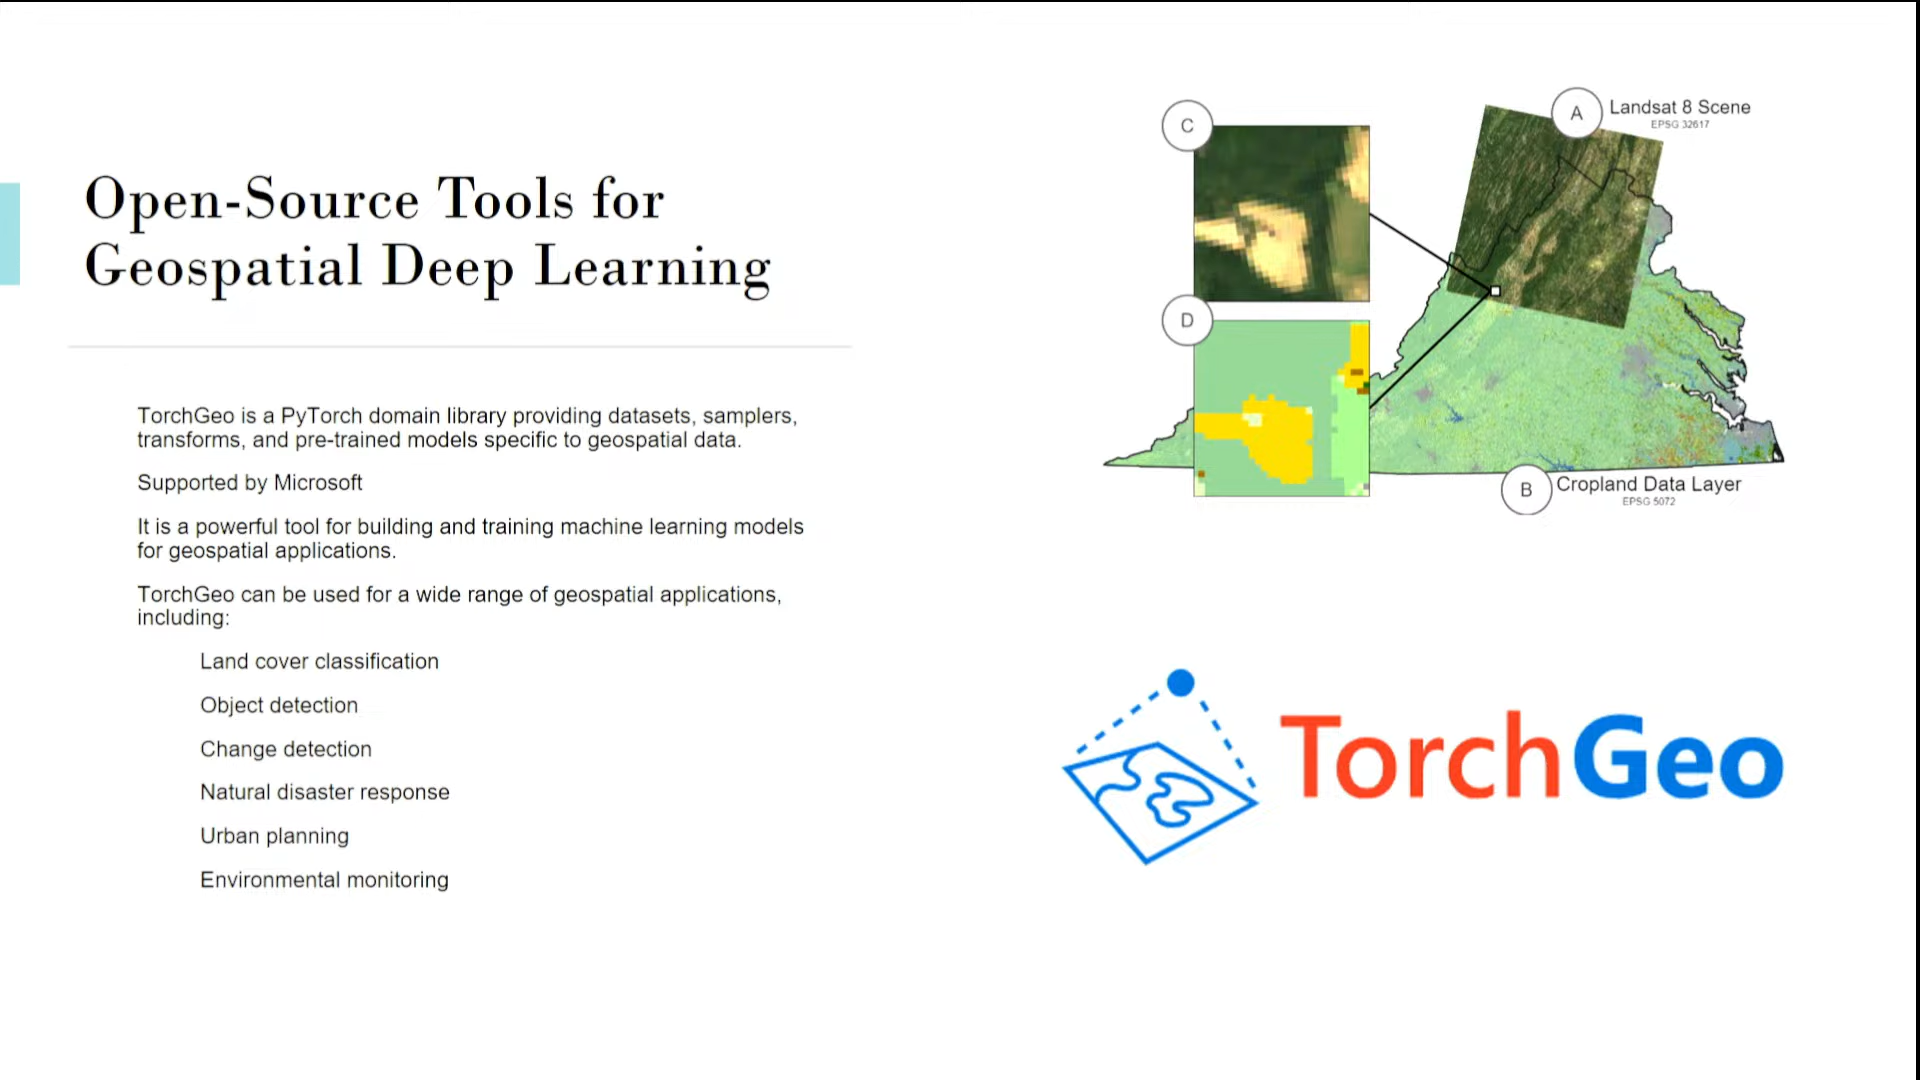 Open-Source Tools for
Geospatial Deep Learning
TorchGeo is a PyTorch domain library providing datasets, samplers,
transforms, and pre-trained models specific to geospatial data.
Supported by Microsoft
It is a powerful tool for building and training machine learning models
for geospatial applications.
TorchGeo can be used for a wide range of geospatial applications,
including:
Land cover classification
Object detection
Change detection
Natural disaster response
Urban planning
Environmental monitoring
A
Landsat 8 Scene
EPSG 32617
C
D
B
Cropland Data Layer
EPSG 5072
TorchGeo